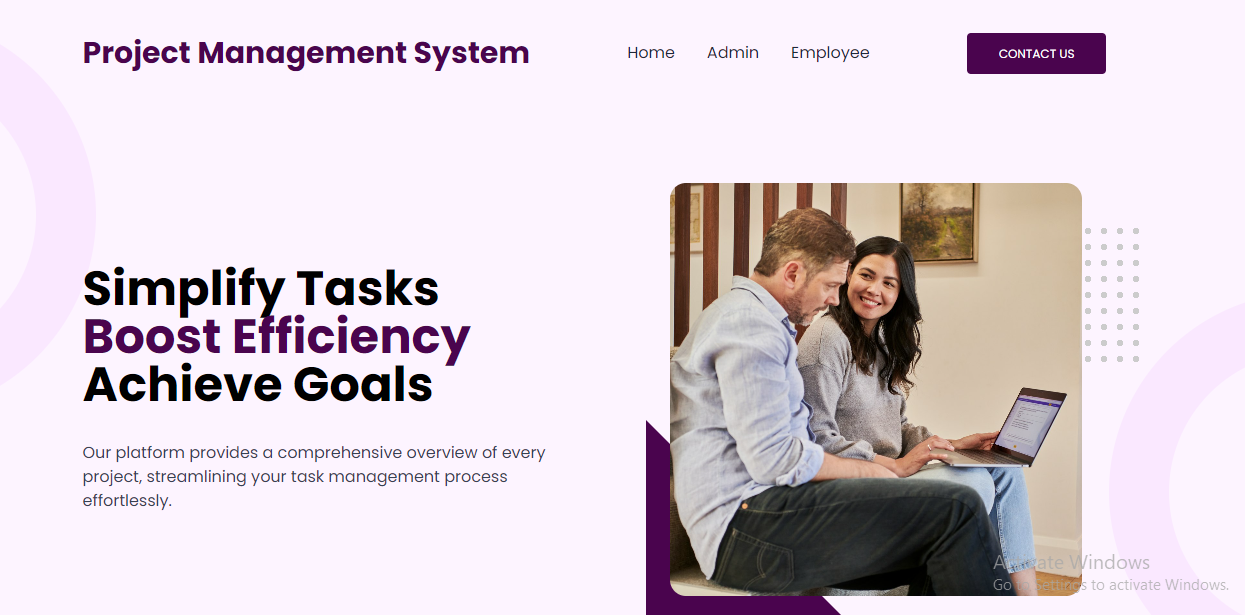 Project Management System
Home
Admin
Employee
CONTACT US
Simplify Tasks
Boost Efficiency
Achieve Goals
Our platform provides a comprehensive overview of every
project, streamlining your task management process
effortlessly.
Activate Windows
Go to Settings to activate Windows.